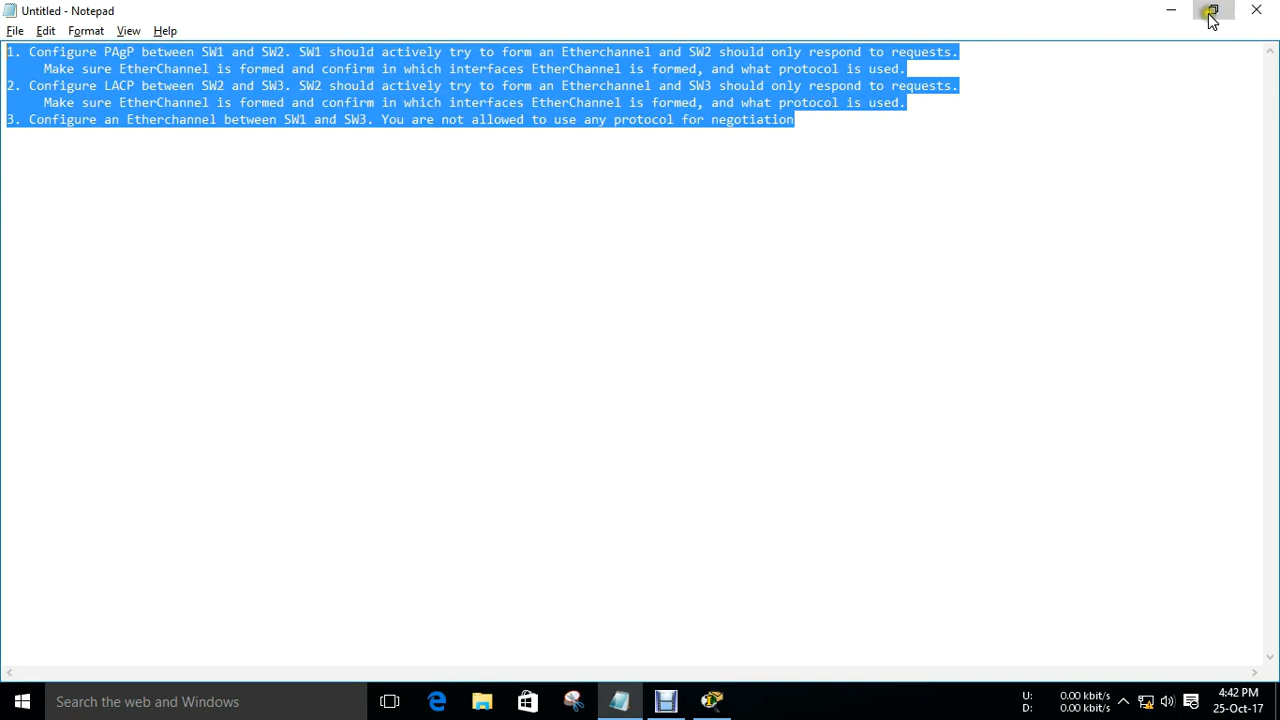 Untitled - Notepad
File Edit Format View Help
1. Configure PAgP between SW1 and SW2. SW1 should actively try to form an Etherchannel and SW2 should only respond to requests.
Make sure EtherChannel is formed and confirm in which interfaces EtherChannel is formed, and what protocol is used.
2. Configure LACP between SW2 and SW3. SW2 should actively try to form an Etherchannel and SW3 should only respond to requests.
Make sure EtherChannel is formed and confirm in which interfaces EtherChannel is formed, and what protocol is used.
3. Configure an Etherchannel between SW1 and SW3. You are not allowed to use any protocol for negotiation
Search the web and Windows
U: 0.00 kbit/s
D: 0.00 kbit/s
4:42 PM
25-Oct-17